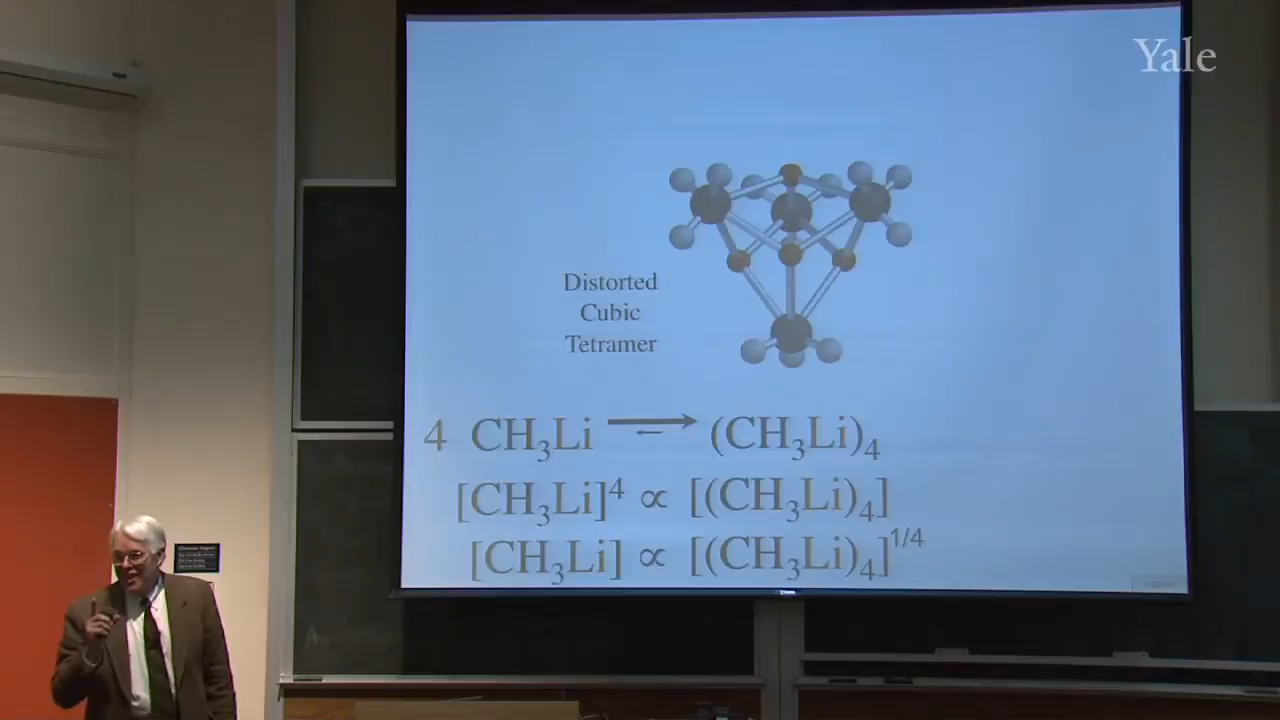 Yale
Distorted
Cubic
Tetramer
4 CH₃Li ⟶ ← (CH₃Li)₄
[CH₃Li]⁴ ∝ [(CH₃Li)₄]
[CH₃Li] ∝ [(CH₃Li)₄]¹/⁴